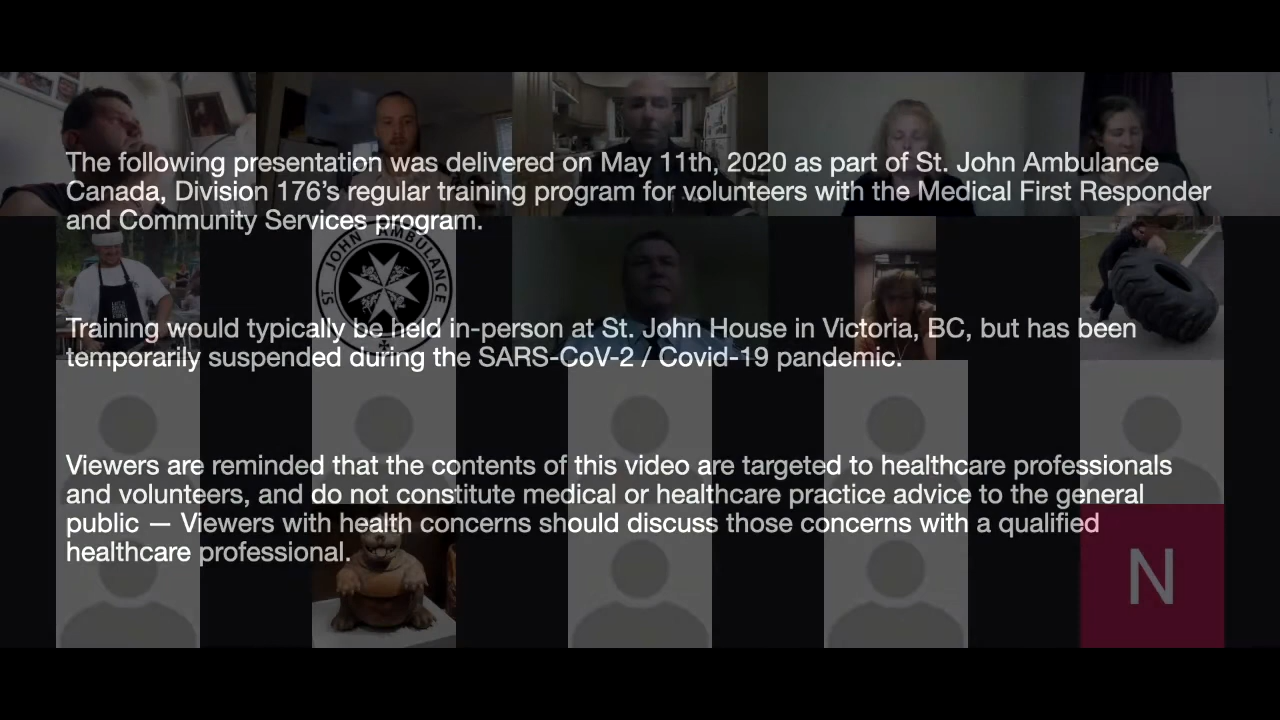 The following presentation was delivered on May 11th, 2020 as part of St. John Ambulance
Canada, Division 176’s regular training program for volunteers with the Medical First Responder
and Community Services program.
ST JOHN AMBULANCE
Training would typically be held in-person at St. John House in Victoria, BC, but has been
temporarily suspended during the SARS-CoV-2 / Covid-19 pandemic.
Viewers are reminded that the contents of this video are targeted to healthcare professionals
and volunteers, and do not constitute medical or healthcare practice advice to the general
public — Viewers with health concerns should discuss those concerns with a qualified
healthcare professional.
N